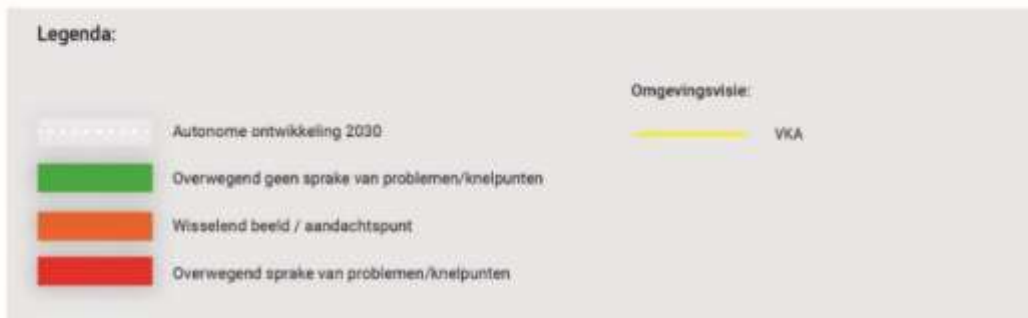 Legenda:
Omgevingsvisie:
Autonome ontwikkeling 2030
VKA
Overwegend geen sprake van problemen/knelpunten
Wisselend beeld / aandachtspunt
Overwegend sprake van problemen/knelpunten